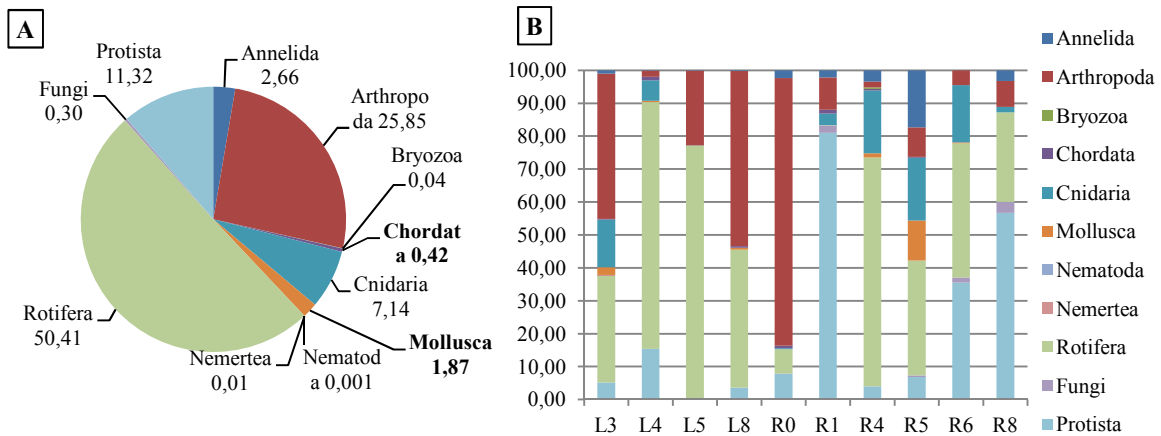 A
Protista
11,32
Annelida
2,66
Fungi
0,30
Arthropo
da 25,85
Bryozoa
0,04
Chordat
a 0,42
Cnidaria
7,14
Rotifera
50,41
Mollusca
1,87
Nemertea
0,01
Nematod
a 0,001
B
100,00
90,00
80,00
70,00
60,00
50,00
40,00
30,00
20,00
10,00
0,00
L3 L4 L5 L8 R0 R1 R4 R5 R6 R8
Annelida
Arthropoda
Bryozoa
Chordata
Cnidaria
Mollusca
Nematoda
Nemertea
Rotifera
Fungi
Protista